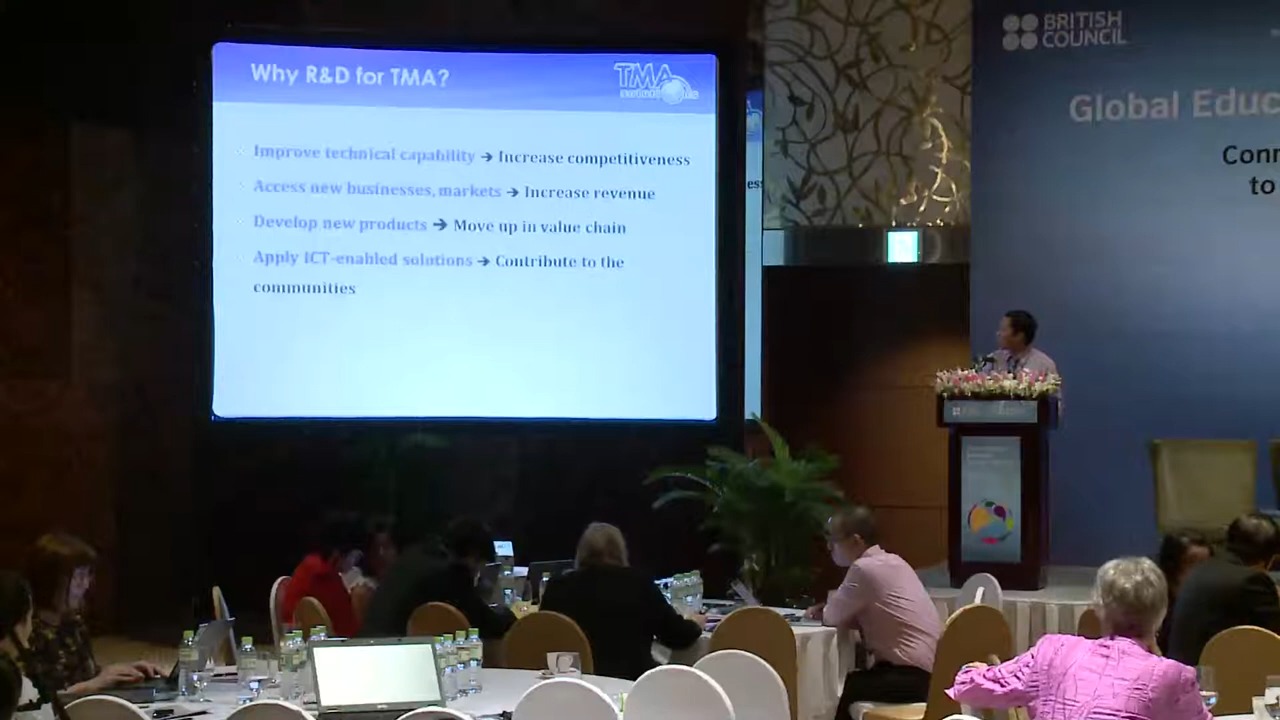 Why R&D for TMA?
TMA
solutions
Improve technical capability → Increase competitiveness
Access new businesses, markets → Increase revenue
Develop new products → Move up in value chain
Apply ICT-enabled solutions → Contribute to the
communities
BRITISH
COUNCIL
Global Educ
Conn
to